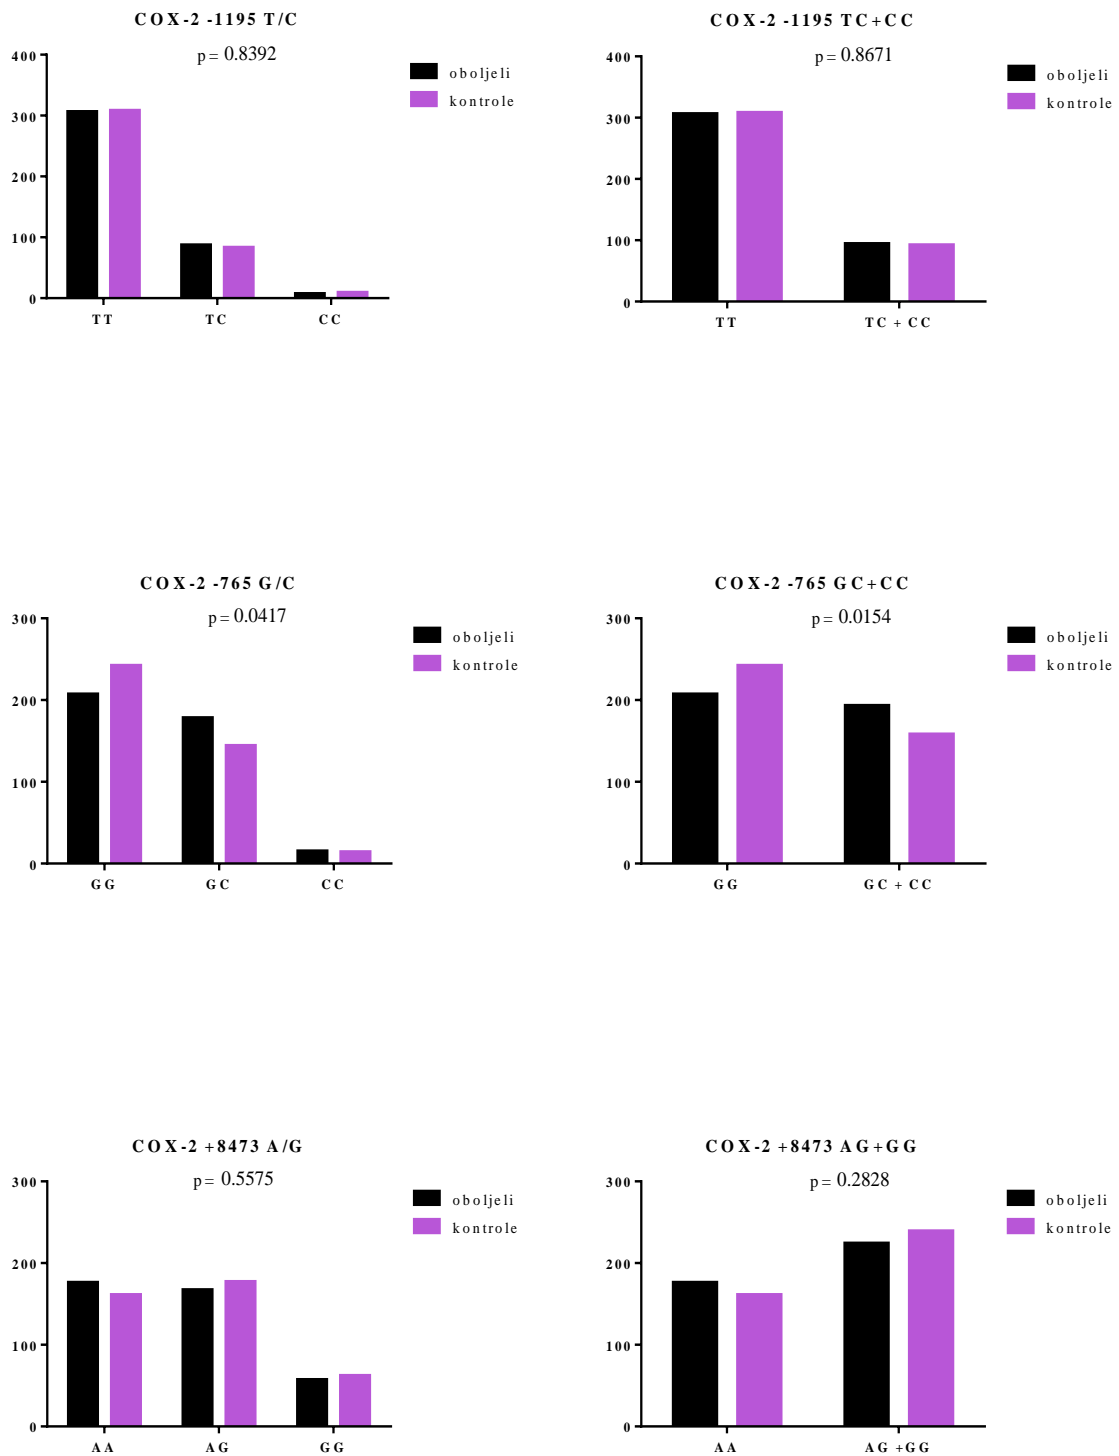 COX-2 -1195 T/C
p = 0.8392
400
300
200
100
0
TT TC CC
oboljeli
kontrole
COX-2 -1195 TC+CC
p = 0.8671
400
300
200
100
0
TT TC + CC
oboljeli
kontrole
COX-2 -765 G/C
p = 0.0417
300
200
100
0
GG GC CC
oboljeli
kontrole
COX-2 -765 GC+CC
p = 0.0154
300
200
100
0
GG GC + CC
oboljeli
kontrole
COX-2 +8473 A/G
p = 0.5575
300
200
100
0
AA AG GG
oboljeli
kontrole
COX-2 +8473 AG+GG
p = 0.2828
300
200
100
0
AA AG +GG
oboljeli
kontrole